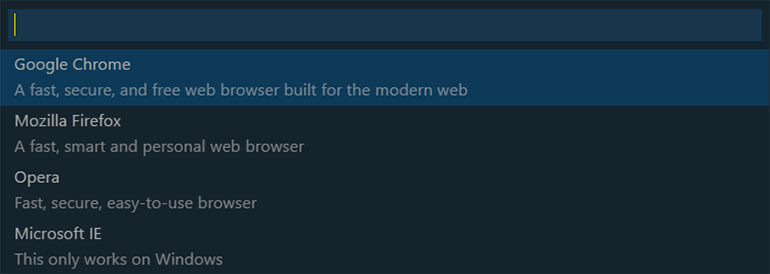 Google Chrome
A fast, secure, and free web browser built for the modern web
Mozilla Firefox
A fast, smart and personal web browser
Opera
Fast, secure, easy-to-use browser
Microsoft IE
This only works on Windows